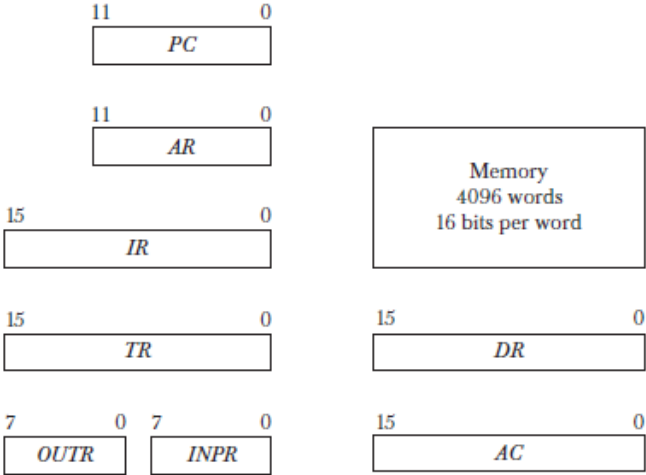 11 0
PC
11 0
AR
Memory
4096 words
16 bits per word
15 0
IR
15 0
TR
15 0
DR
7 0
OUTR
7 0
INPR
15 0
AC